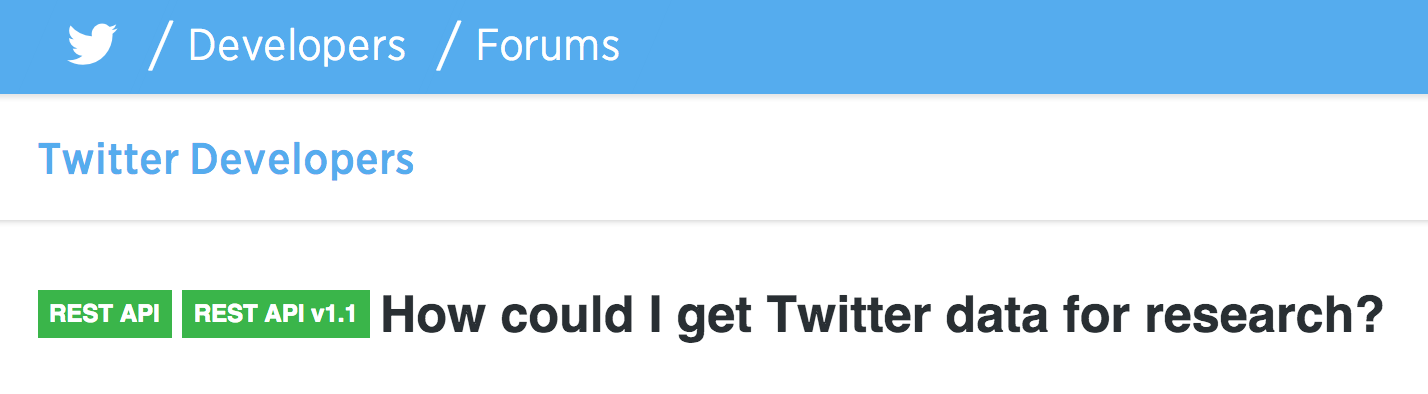 / Developers / Forums
Twitter Developers
REST API REST API v1.1 How could I get Twitter data for research?